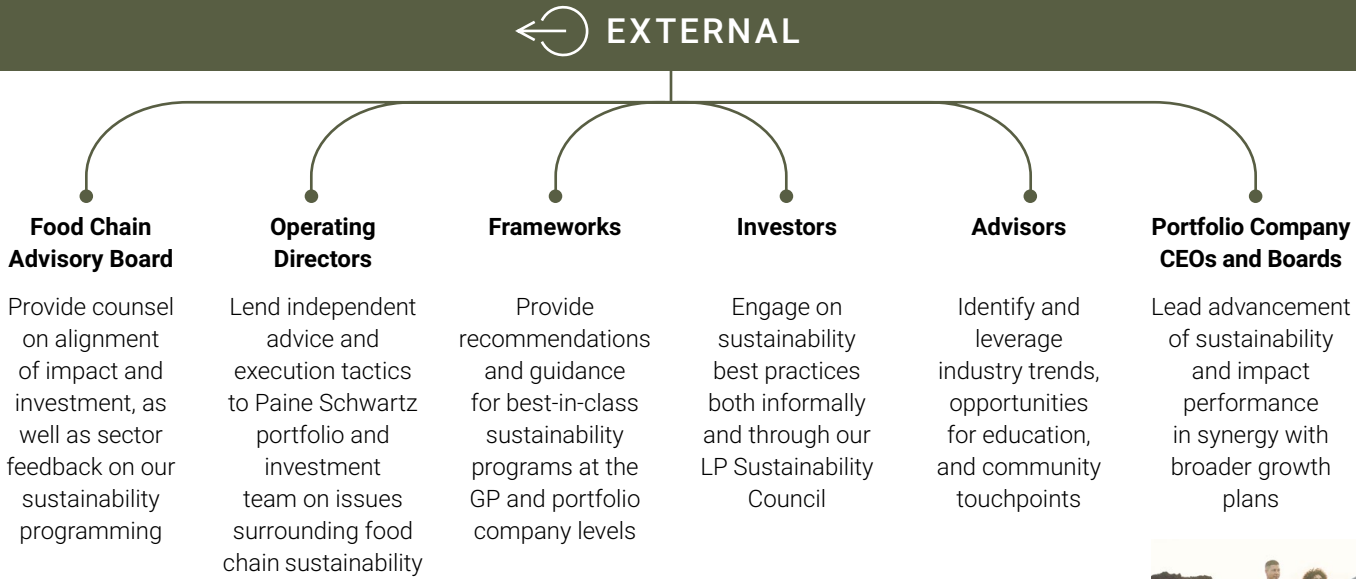 EXTERNAL
Food Chain
Advisory Board
Provide counsel
on alignment
of impact and
investment, as
well as sector
feedback on our
sustainability
programming
Operating
Directors
Lend independent
advice and
execution tactics
to Paine Schwartz
portfolio and
investment
team on issues
surrounding food
chain sustainability
Frameworks
Provide
recommendations
and guidance
for best-in-class
sustainability
programs at the
GP and portfolio
company levels
Investors
Engage on
sustainability
best practices
both informally
and through our
LP Sustainability
Council
Advisors
Identify and
leverage
industry trends,
opportunities
for education,
and community
touchpoints
Portfolio Company
CEOs and Boards
Lead advancement
of sustainability
and impact
performance
in synergy with
broader growth
plans